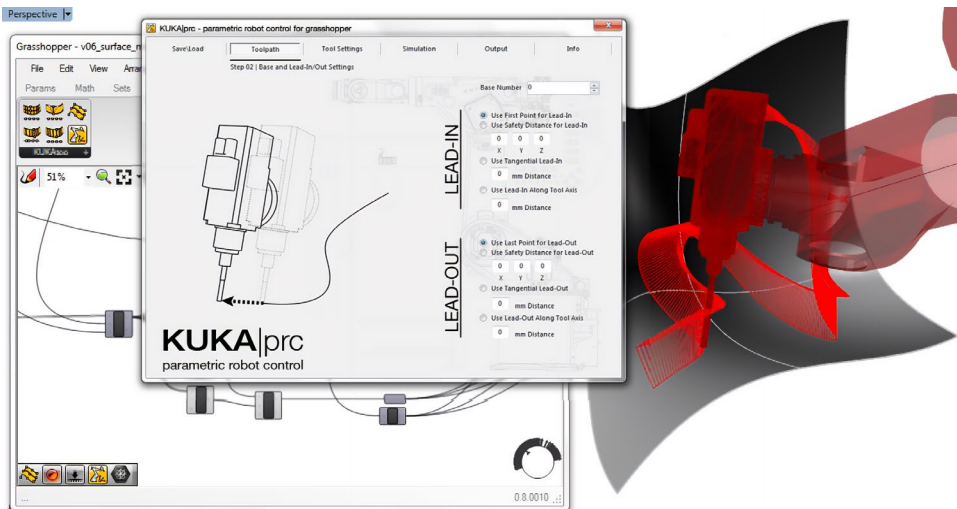 Perspective
Grasshopper - v06_surface_m
File Edit View Arran
Params Math Sets
KUKA|prc +
51%
...
0.8.0010
KUKA|prc - parametric robot control for grasshopper
Save\Load Toolpath Tool Settings Simulation Output Info
Step 02 | Base and Lead-In/Out Settings
Base Number 0
LEAD-IN
Use First Point for Lead-In
Use Safety Distance for Lead-In
0 0 0
X Y Z
Use Tangential Lead-In
0 mm Distance
Use Lead-In Along Tool Axis
0 mm Distance
LEAD-OUT
Use Last Point for Lead-Out
Use Safety Distance for Lead-Out
0 0 0
X Y Z
Use Tangential Lead-Out
0 mm Distance
Use Lead-Out Along Tool Axis
0 mm Distance
KUKA|prc
parametric robot control